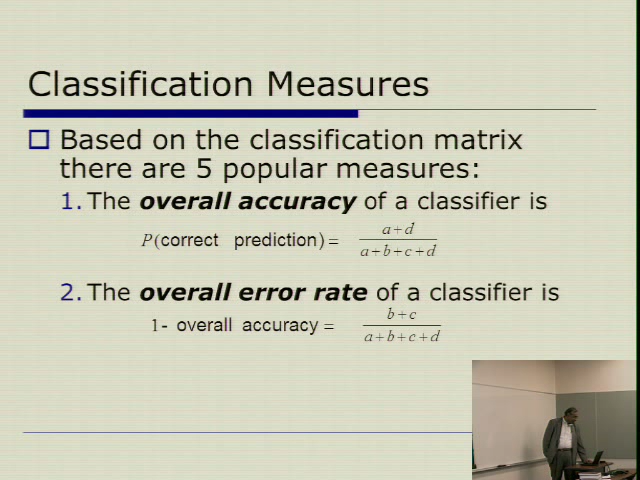 Classification Measures
Based on the classification matrix
there are 5 popular measures:
1. The overall accuracy of a classifier is
P(correct prediction) = a+d / a+b+c+d
2. The overall error rate of a classifier is
1- overall accuracy = b+c / a+b+c+d